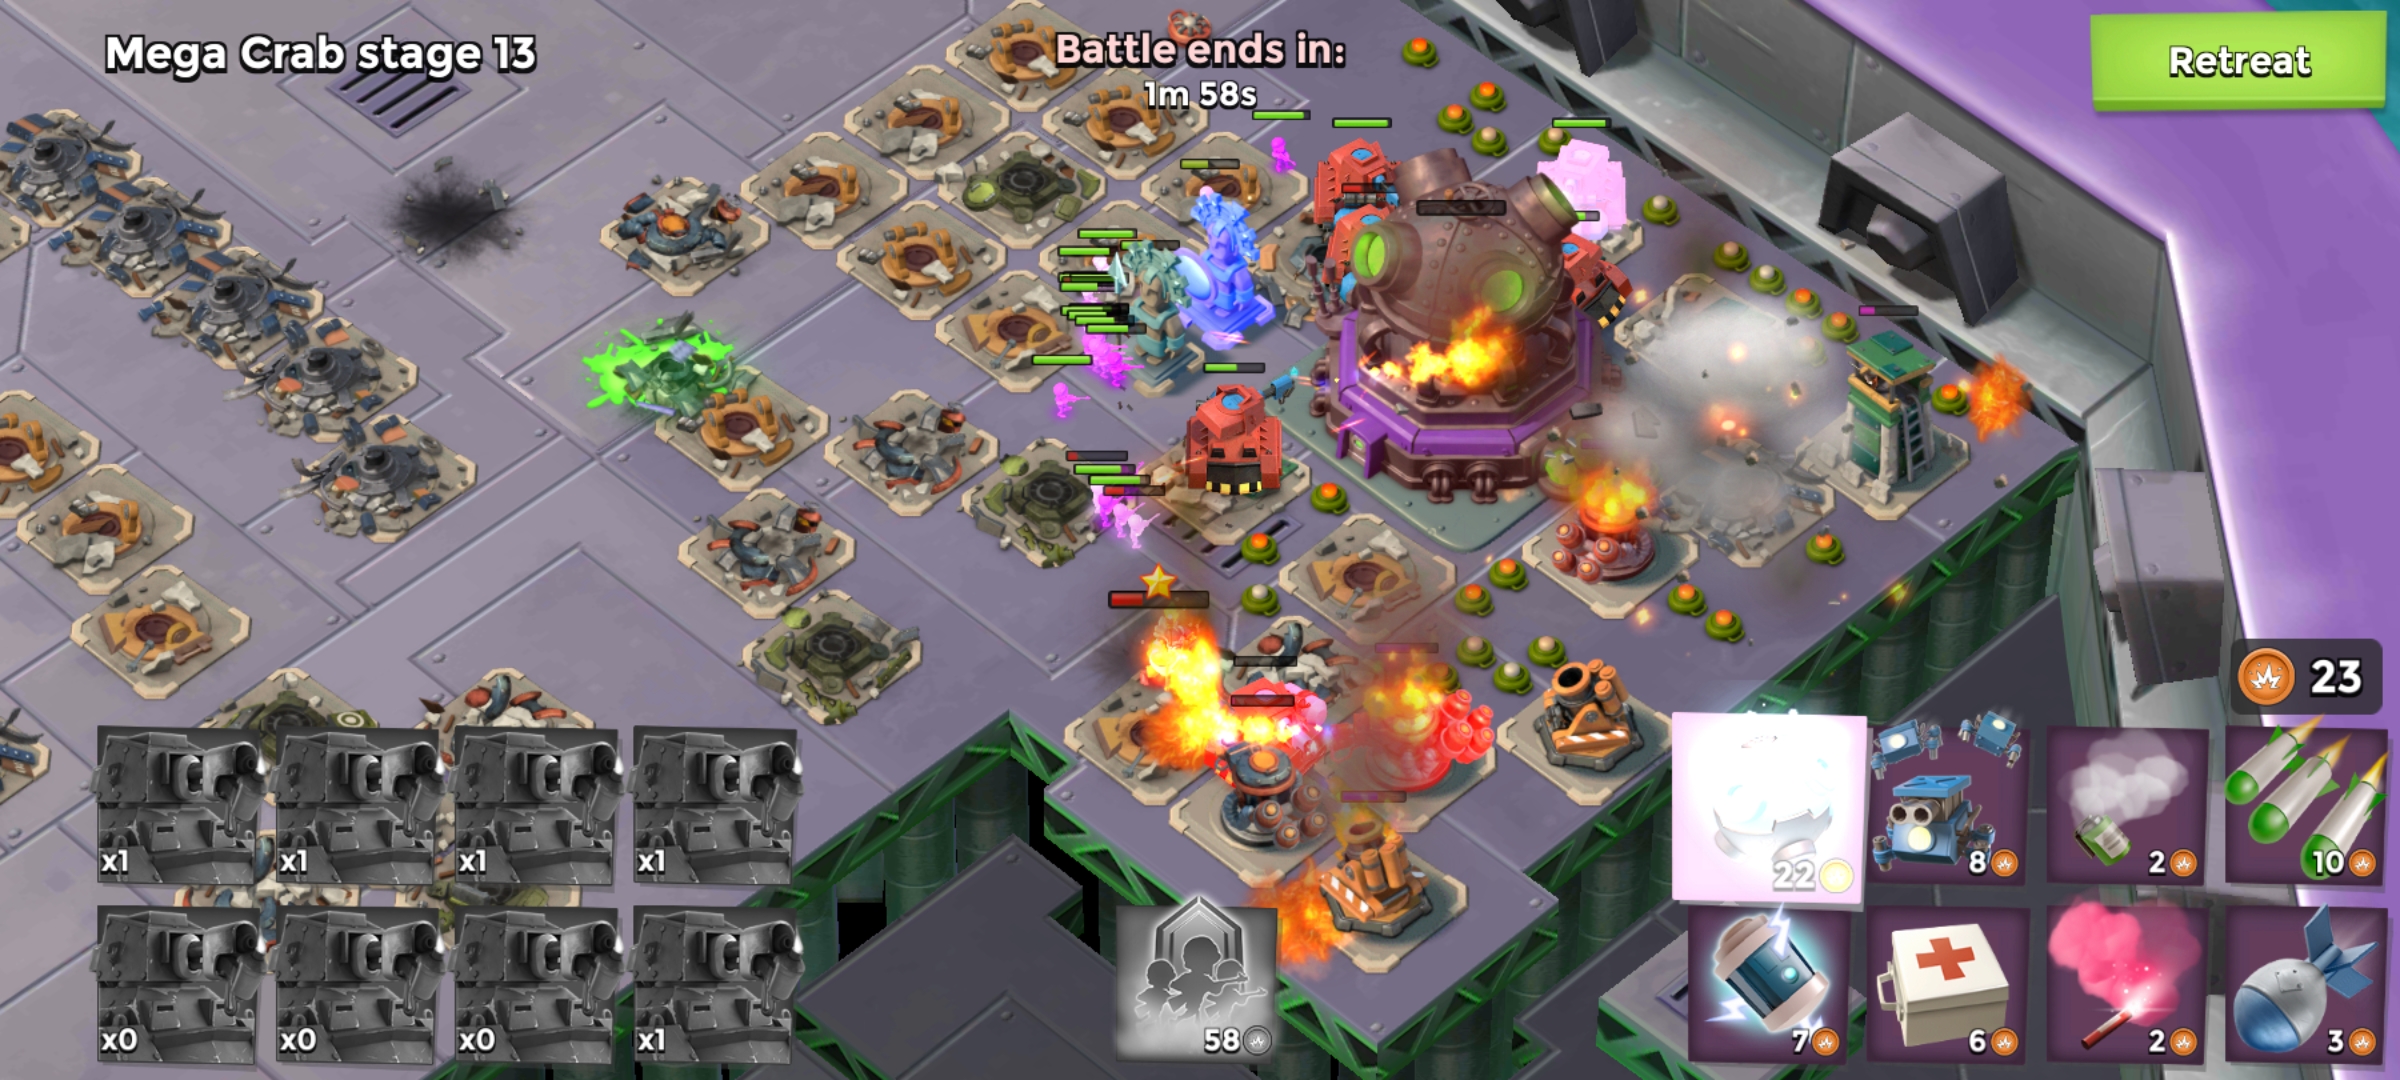 Mega Crab stage 13
Battle ends in:
1m 58s
Retreat
23
x1
x1
x1
x1
22
8
2
10
x0
x0
x0
x1
58
7
6
2
3